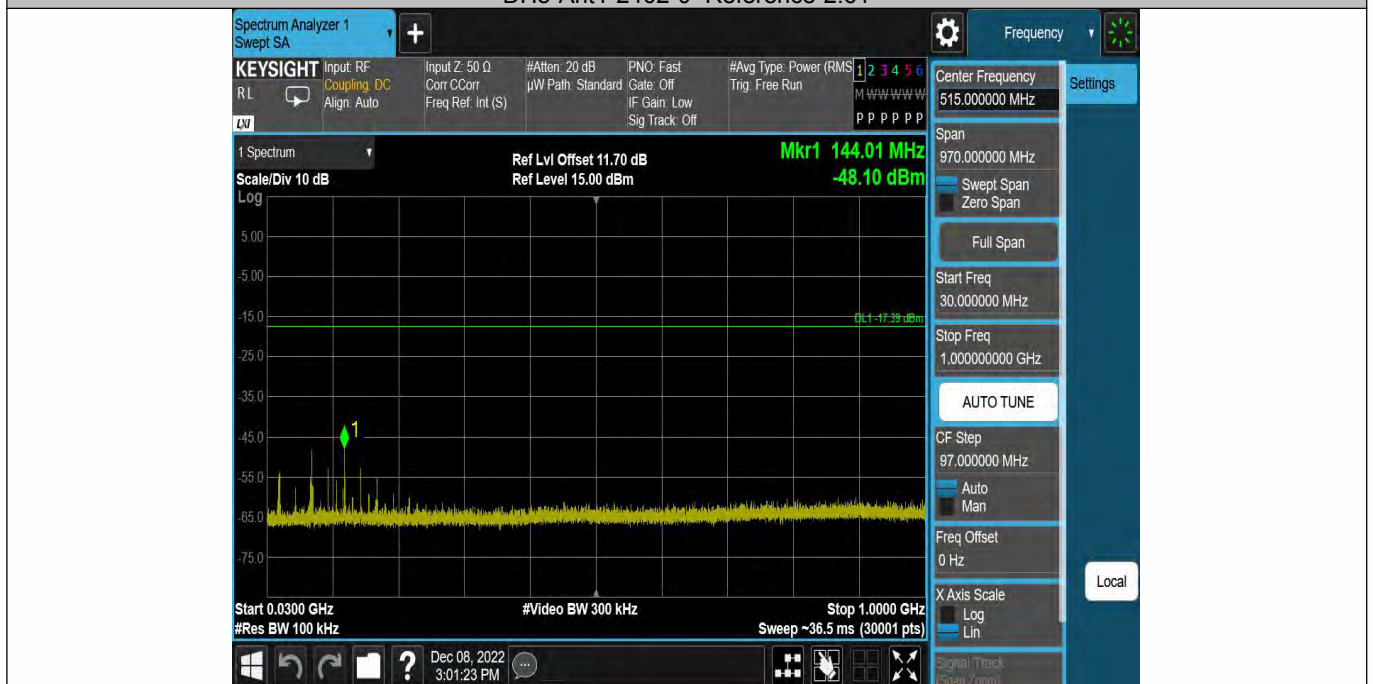 Spectrum Analyzer 1
Swept SA
+
Frequency
KEYSIGHT
RL
LXI
Input: RF
Coupling: DC
Align: Auto
Input Z: 50 Ω
Corr CCorr
Freq Ref: Int (S)
#Atten: 20 dB
µW Path: Standard
PNO: Fast
Gate: Off
IF Gain: Low
Sig Track: Off
#Avg Type: Power (RMS
Trig: Free Run
1 2 3 4 5 6
M W W W W W
P P P P P P
1 Spectrum
Scale/Div 10 dB
Log
Ref Lvl Offset 11.70 dB
Ref Level 15.00 dBm
Mkr1 144.01 MHz
-48.10 dBm
5.00
-5.00
-15.0
DL1 -17.39 dBm
-25.0
-35.0
-45.0
1
-55.0
-65.0
-75.0
Start 0.0300 GHz
#Res BW 100 kHz
#Video BW 300 kHz
Stop 1.0000 GHz
Sweep ~36.5 ms (30001 pts)
Center Frequency
515.000000 MHz
Settings
Span
970.000000 MHz
Swept Span
Zero Span
Full Span
Start Freq
30.000000 MHz
Stop Freq
1.000000000 GHz
AUTO TUNE
CF Step
97.000000 MHz
Auto
Man
Freq Offset
0 Hz
X Axis Scale
Log
Lin
Local
Signal Track
(Span Zoom)
?
Dec 08, 2022
3:01:23 PM